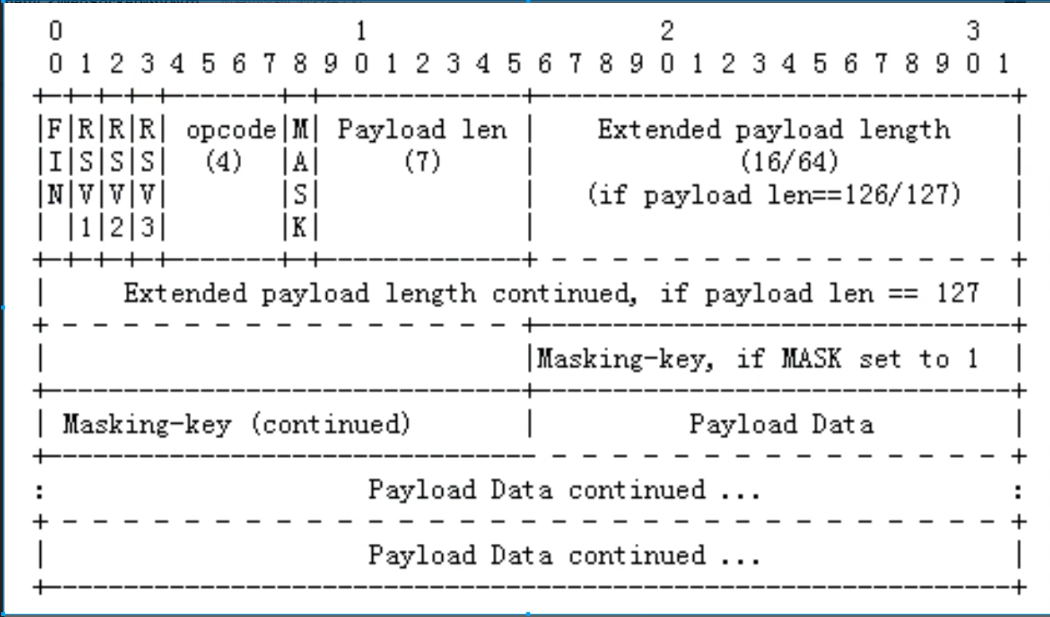 0                   1                   2                   3
0 1 2 3 4 5 6 7 8 9 0 1 2 3 4 5 6 7 8 9 0 1 2 3 4 5 6 7 8 9 0 1
+-+-+-+-+-------+-+-------------+-------------------------------+
|F|R|R|R| opcode|M| Payload len |    Extended payload length    |
|I|S|S|S|  (4)  |A|     (7)     |             (16/64)           |
|N|V|V|V|       |S|             |   (if payload len==126/127)   |
| |1|2|3|       |K|             |                               |
+-+-+-+-+-------+-+-------------+ - - - - - - - - - - - - - - - +
|     Extended payload length continued, if payload len == 127  |
+ - - - - - - - - - - - - - - - +-------------------------------+
|                               |Masking-key, if MASK set to 1  |
+-------------------------------+-------------------------------+
| Masking-key (continued)       |          Payload Data         |
+-------------------------------- - - - - - - - - - - - - - - - +
:                     Payload Data continued ...                :
+ - - - - - - - - - - - - - - - - - - - - - - - - - - - - - - - +
|                     Payload Data continued ...                |
+---------------------------------------------------------------+